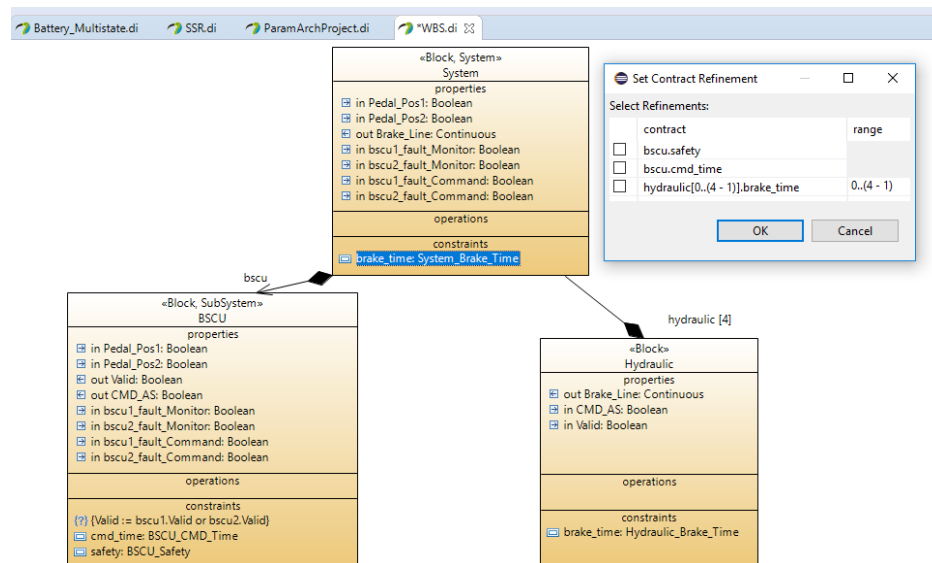 Battery_Multistate.di SSR.di ParamArchProject.di *WBS.di
«Block, System»
System
properties
in Pedal_Pos1: Boolean
in Pedal_Pos2: Boolean
out Brake_Line: Continuous
in bscu1_fault_Monitor: Boolean
in bscu2_fault_Monitor: Boolean
in bscu1_fault_Command: Boolean
in bscu2_fault_Command: Boolean
operations
constraints
brake_time: System_Brake_Time
Set Contract Refinement
Select Refinements:
contract range
bscu.safety
bscu.cmd_time
hydraulic[0..(4 - 1)].brake_time 0..(4 - 1)
OK Cancel
bscu
hydraulic [4]
«Block, SubSystem»
BSCU
properties
in Pedal_Pos1: Boolean
in Pedal_Pos2: Boolean
out Valid: Boolean
out CMD_AS: Boolean
in bscu1_fault_Monitor: Boolean
in bscu2_fault_Monitor: Boolean
in bscu1_fault_Command: Boolean
in bscu2_fault_Command: Boolean
operations
constraints
{?} {Valid := bscu1.Valid or bscu2.Valid}
cmd_time: BSCU_CMD_Time
safety: BSCU_Safety
«Block»
Hydraulic
properties
out Brake_Line: Continuous
in CMD_AS: Boolean
in Valid: Boolean
operations
constraints
brake_time: Hydraulic_Brake_Time